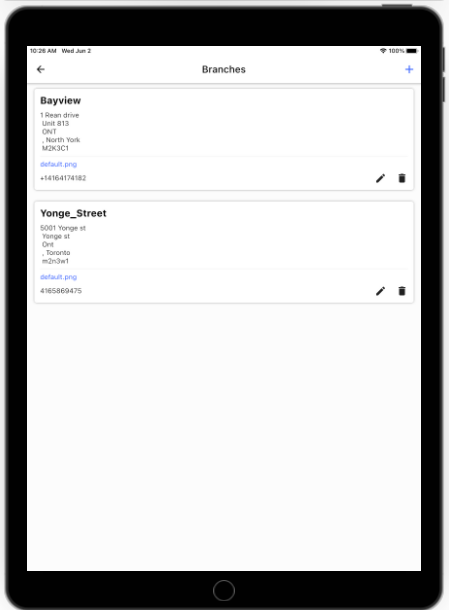 10:26 AM Wed Jun 2 100%
Branches
Bayview
1 Rean drive
Unit 813
ONT
, North York
M2K3C1
default.png
+14164174182
Yonge_Street
5001 Yonge st
Yonge st
Ont
, Toronto
m2n3w1
default.png
4165869475